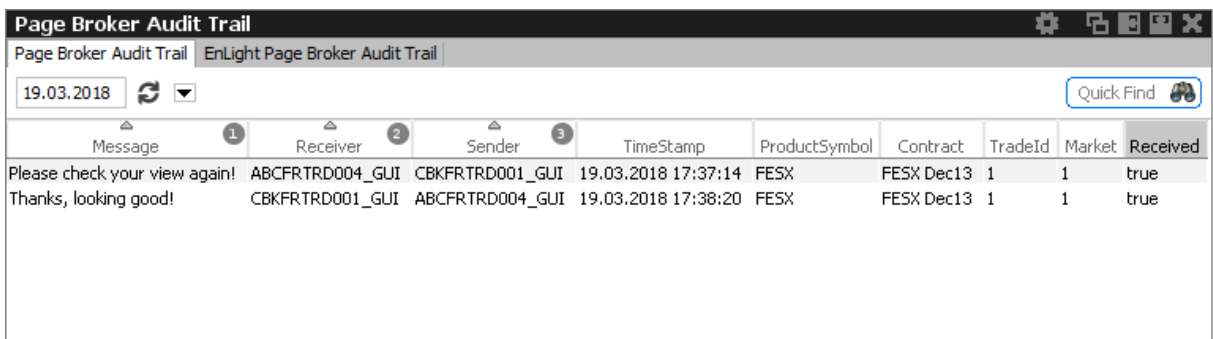 Page Broker Audit Trail
Page Broker Audit Trail EnLight Page Broker Audit Trail
19.03.2018 Quick Find
Message 1 Receiver 2 Sender 3 TimeStamp ProductSymbol Contract TradeId Market Received
Please check your view again! ABCFRTRD004_GUI CBKFRTRD001_GUI 19.03.2018 17:37:14 FESX FESX Dec13 1 1 true
Thanks, looking good! CBKFRTRD001_GUI ABCFRTRD004_GUI 19.03.2018 17:38:20 FESX FESX Dec13 1 1 true